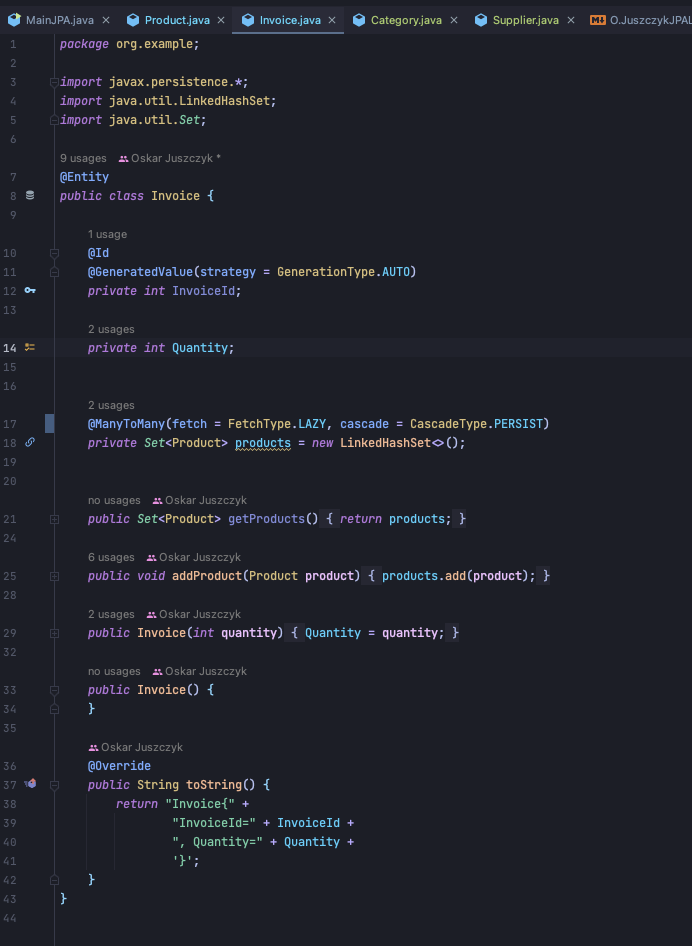 MainJPA.java × Product.java × Invoice.java × Category.java × Supplier.java × O.JuszczykJPAL
1 package org.example;
2
3 import javax.persistence.*;
4 import java.util.LinkedHashSet;
5 import java.util.Set;
6
9 usages Oskar Juszczyk *
7 @Entity
8 public class Invoice {
9
1 usage
10 @Id
11 @GeneratedValue(strategy = GenerationType.AUTO)
12 private int InvoiceId;
13
2 usages
14 private int Quantity;
15
16
2 usages
17 @ManyToMany(fetch = FetchType.LAZY, cascade = CascadeType.PERSIST)
18 private Set<Product> products = new LinkedHashSet<>();
19
20
no usages Oskar Juszczyk
21 public Set<Product> getProducts() { return products; }
24
6 usages Oskar Juszczyk
25 public void addProduct(Product product) { products.add(product); }
28
2 usages Oskar Juszczyk
29 public Invoice(int quantity) { Quantity = quantity; }
32
no usages Oskar Juszczyk
33 public Invoice() {
34 }
35
Oskar Juszczyk
36 @Override
37 public String toString() {
38 return "Invoice{" +
39 "InvoiceId=" + InvoiceId +
40 ", Quantity=" + Quantity +
41 '}';
42 }
43 }
44